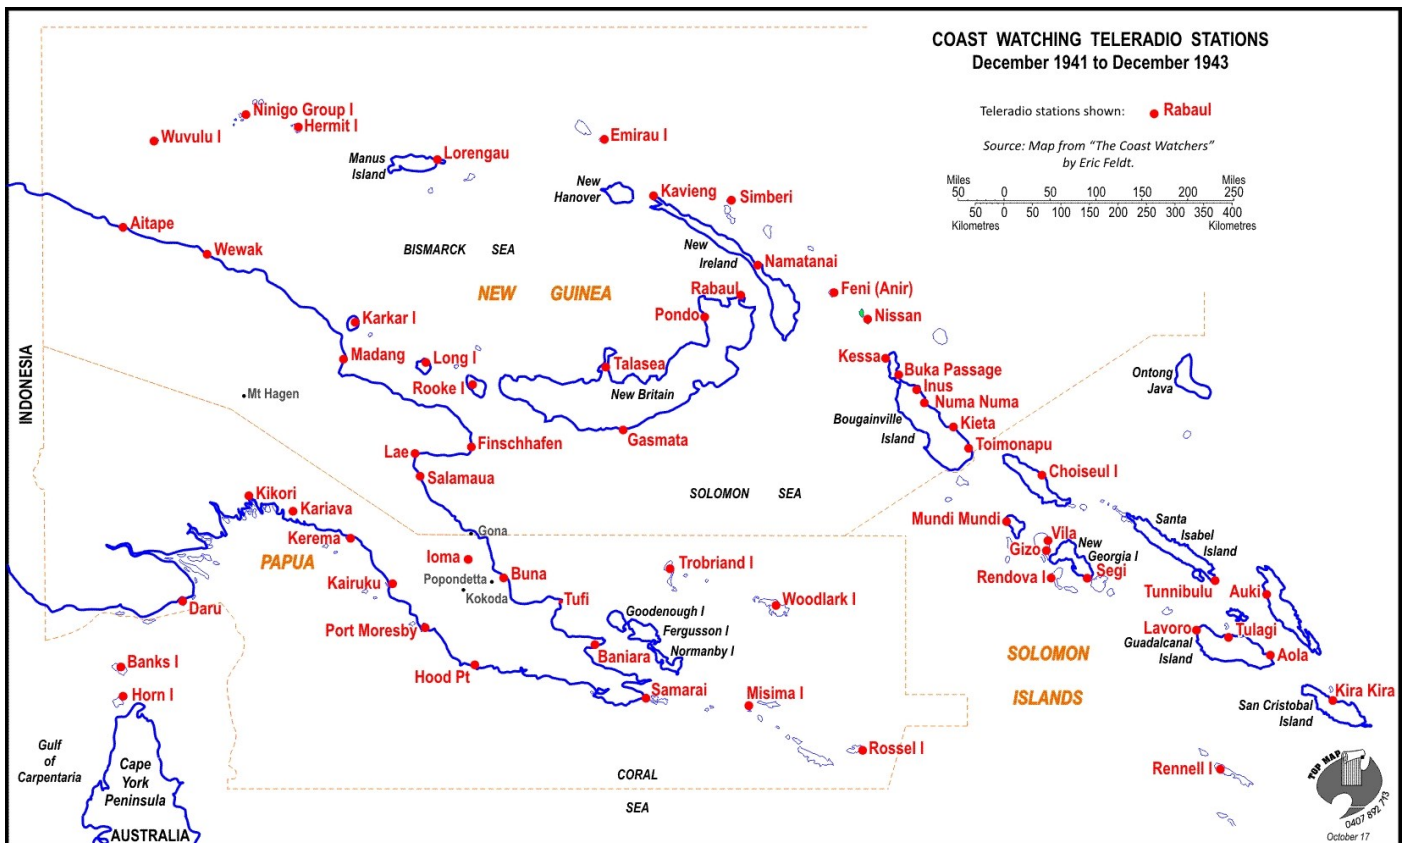 COAST WATCHING TELERADIO STATIONS
December 1941 to December 1943
Teleradio stations shown:
Rabaul
Source: Map from "The Coast Watchers"
by Eric Feldt.
Miles
Miles
50 0 50 100 150 200 250
50 0 50 100 150 200 250 300 350 400
Kilometres
Kilometres
Ninigo Group I
Hermit I
Wuvulu I
Emirau I
Lorengau
Manus
Island
New
Hanover
Kavieng
Simberi
Aitape
Wewak
BISMARCK SEA
New
Ireland
Namatanai
NEW GUINEA
Rabaul
Feni (Anir)
Pondo
Nissan
Karkar I
Madang
Long I
Rooke I
Talasea
New Britain
Kessa
Buka Passage
Inus
Numa Numa
Ontong
Java
INDONESIA
Mt Hagen
Bougainville
Island
Kieta
Toimonapu
Gasmata
Finschhafen
Lae
Salamaua
Choiseul I
SOLOMON SEA
Kikori
Kariava
Kerema
PAPUA
Gona
Ioma
Popondetta
Kokoda
Buna
Mundi Mundi
Vila
Gizo
New
Georgia I
Rendova I
Segi
Santa
Isabel
Island
Tunnibulu
Auki
Trobriand I
Woodlark I
Kairuku
Daru
Tufi
Goodenough I
Fergusson I
Normanby I
Port Moresby
Baniara
Lavoro
Tulagi
Guadalcanal
Island
Aola
Banks I
Horn I
Hood Pt
Samarai
Misima I
SOLOMON
ISLANDS
Kira Kira
San Cristobal
Island
Rossel I
Rennell I
Gulf
of
Carpentaria
Cape
York
Peninsula
AUSTRALIA
CORAL
SEA
TOP MAP
0407 892 713
October 17